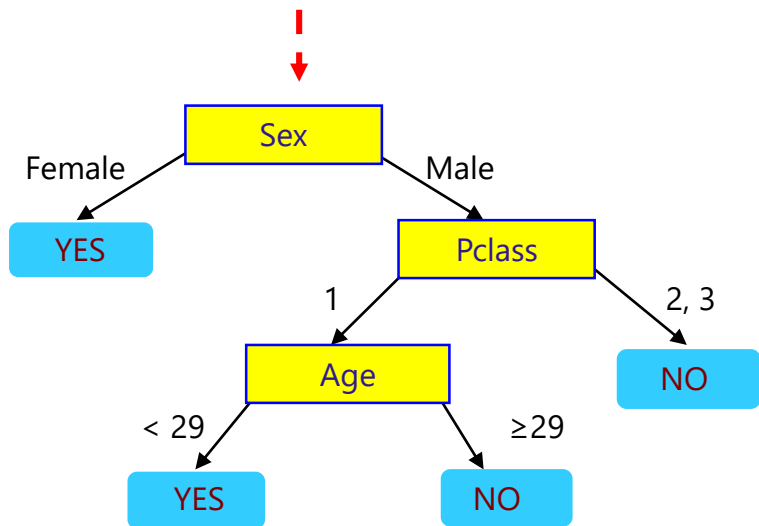 Sex
Female
Male
YES
Pclass
1
2, 3
Age
NO
< 29
≥29
YES
NO